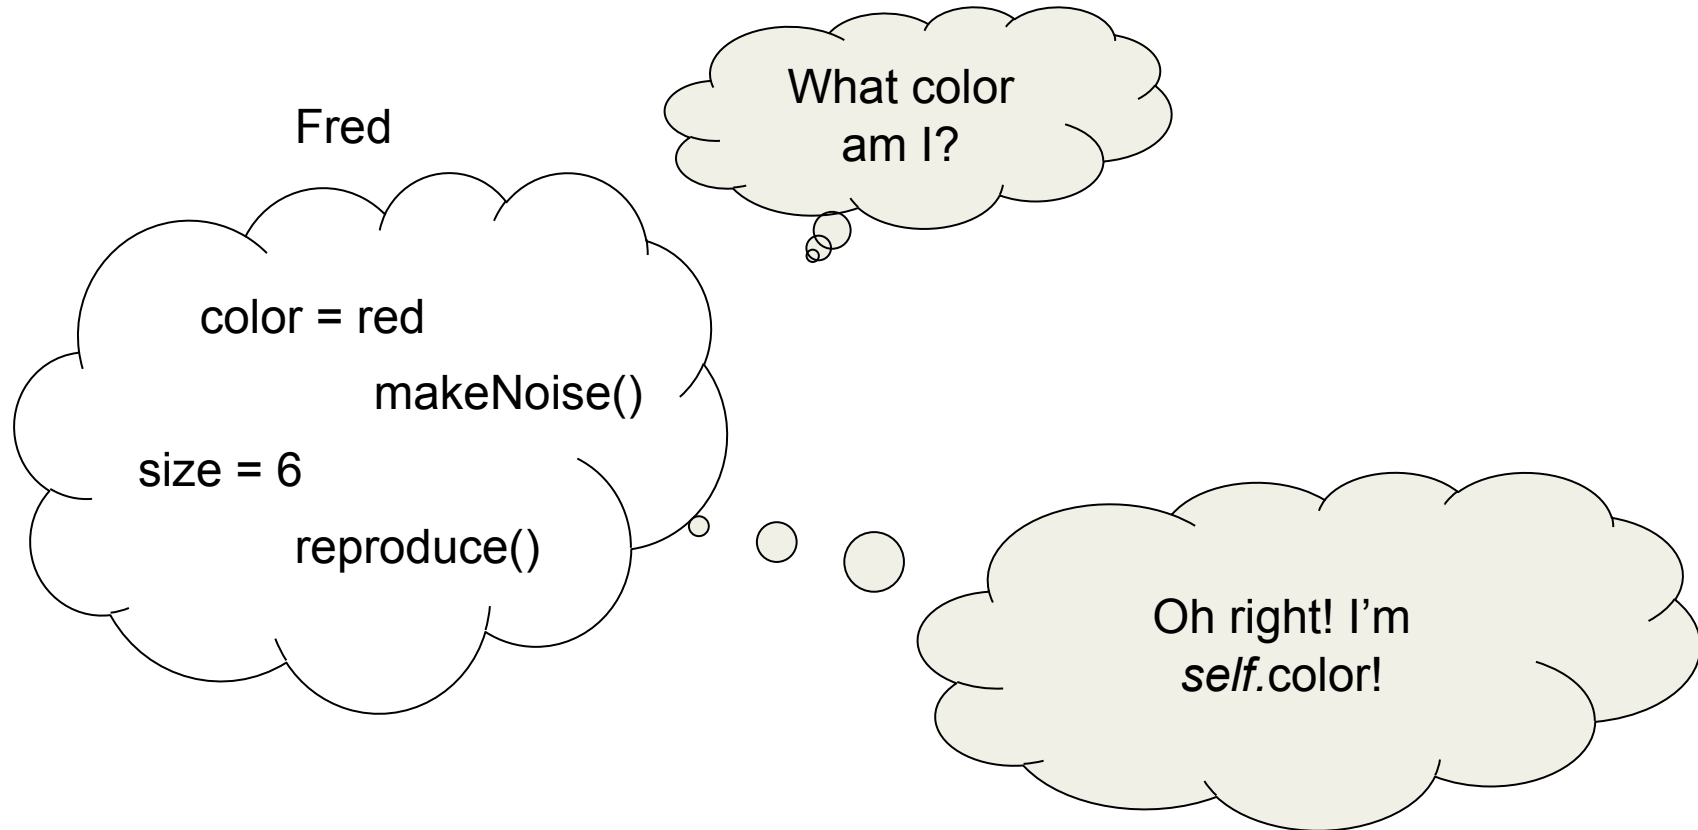 What color
am I?
Fred
color = red
makeNoise()
size = 6
reproduce()
Oh right! I’m
self.color!